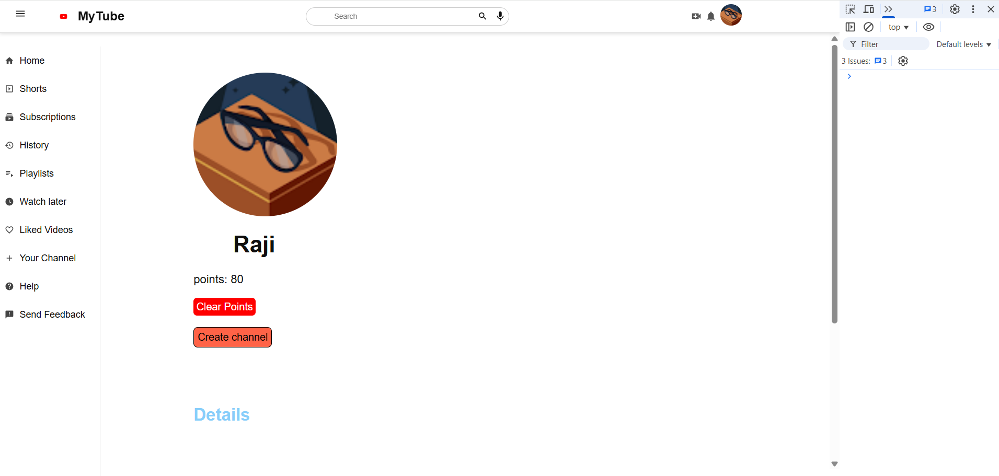 MyTube
Search
3
top
Filter
Default levels
3 Issues: 3
Home
Shorts
Subscriptions
History
Playlists
Watch later
Liked Videos
Your Channel
Help
Send Feedback
Raji
points: 80
Clear Points
Create channel
Details